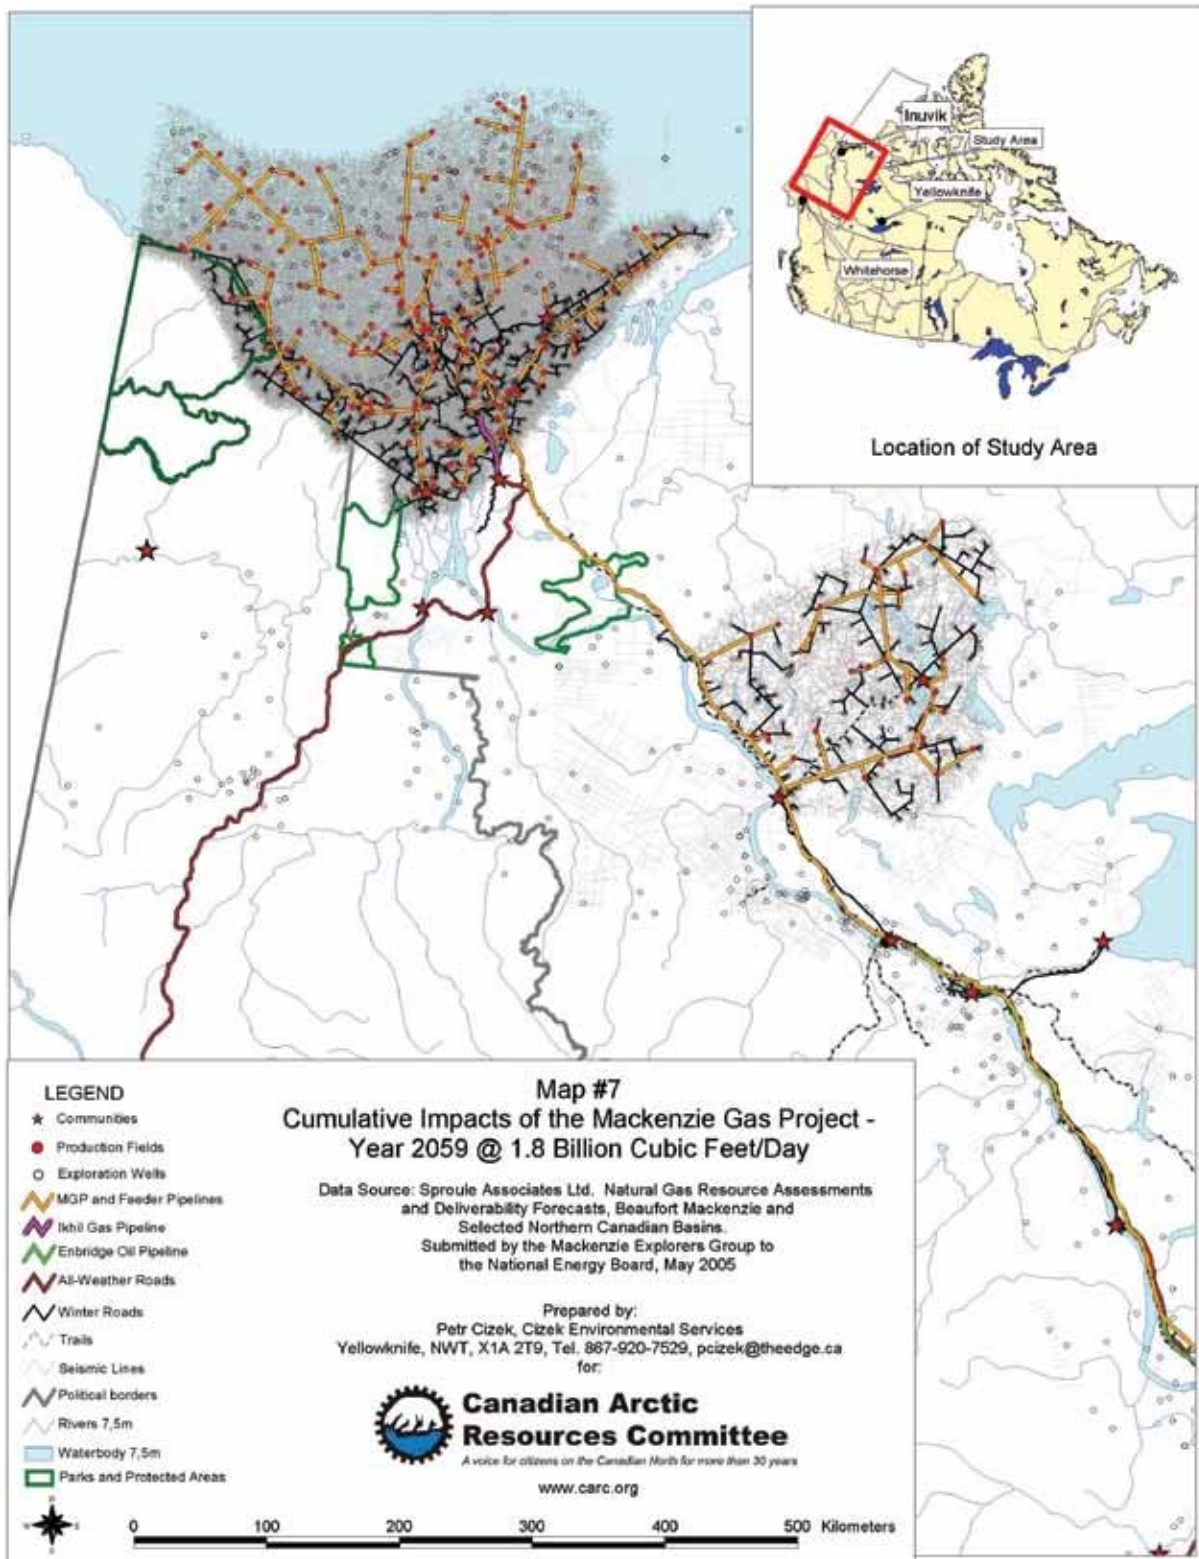 Inuvik
Study Area
Yellowknife
Whitehorse
Location of Study Area
LEGEND
Communities
Production Fields
Exploration Wells
MGP and Feeder Pipelines
Ikhil Gas Pipeline
Enbridge Oil Pipeline
All-Weather Roads
Winter Roads
Trails
Seismic Lines
Political borders
Rivers 7,5m
Waterbody 7,5m
Parks and Protected Areas
Map #7
Cumulative Impacts of the Mackenzie Gas Project -
Year 2059 @ 1.8 Billion Cubic Feet/Day
Data Source: Sproule Associates Ltd. Natural Gas Resource Assessments
and Deliverability Forecasts, Beaufort Mackenzie and
Selected Northern Canadian Basins.
Submitted by the Mackenzie Explorers Group to
the National Energy Board, May 2005
Prepared by:
Petr Cizek, Cizek Environmental Services
Yellowknife, NWT, X1A 2T9, Tel. 867-920-7529, pcizek@theedge.ca
for:
Canadian Arctic
Resources Committee
A voice for citizens on the Canadian North for more than 30 years
www.carc.org
0 100 200 300 400 500 Kilometers